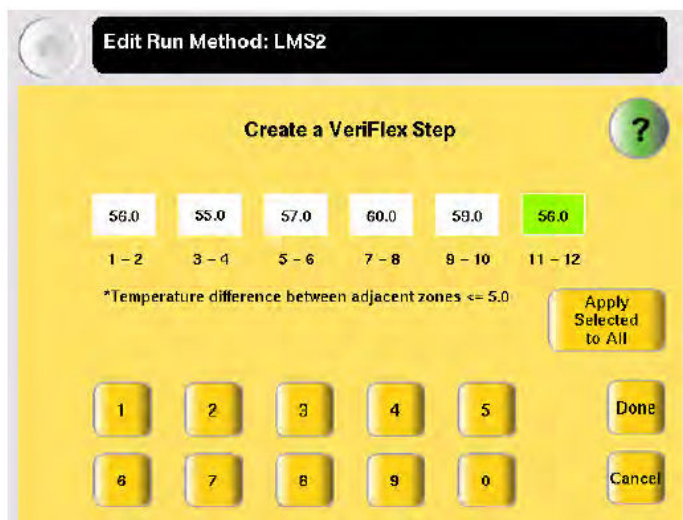 Edit Run Method: LMS2
Create a VeriFlex Step
?
56.0 55.0 57.0 60.0 59.0 56.0
1 – 2 3 – 4 5 – 6 7 – 8 9 – 10 11 – 12
*Temperature difference between adjacent zones <= 5.0
Apply
Selected
to All
1 2 3 4 5
Done
6 7 8 9 0
Cancel